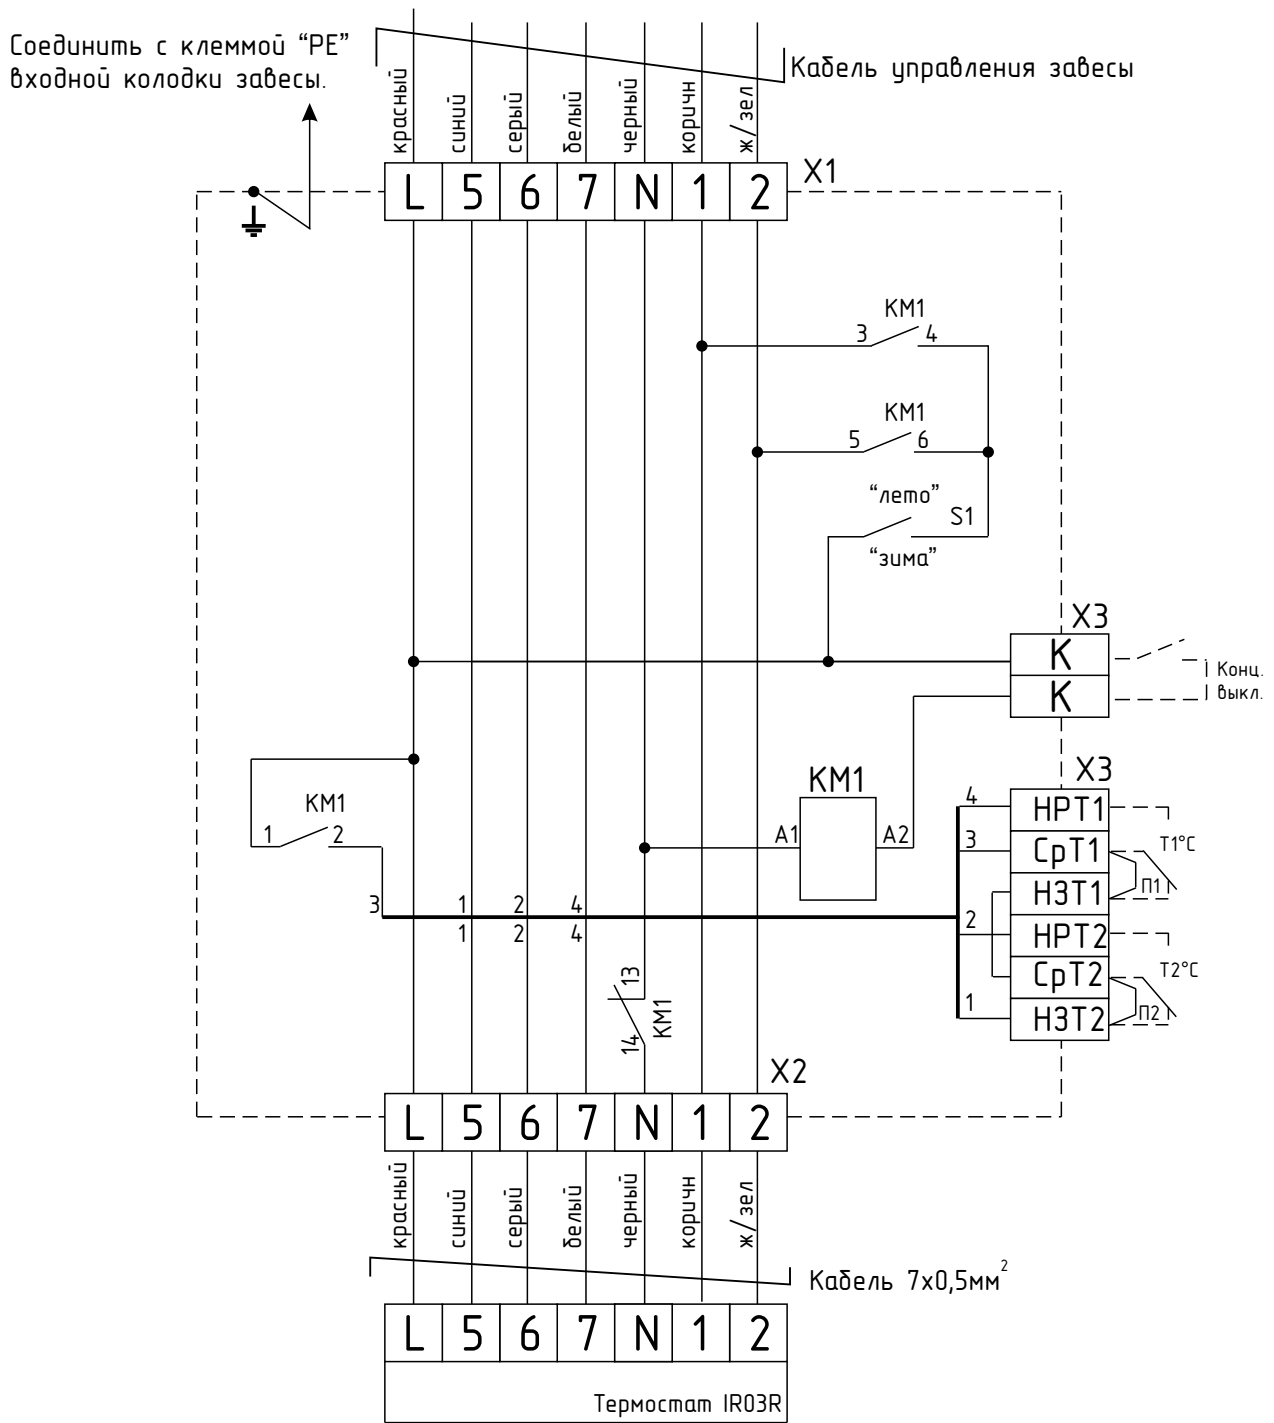 Соединить с клеммой “PE”
входной колодки завесы.
Кабель управления завесы
красный
синий
серый
белый
черный
коричн
ж/зел
X1
L 5 6 7 N 1 2
KM1
3 4
KM1
5 6
“лето”
S1
“зима”
X3
K
K
Конц.
выкл.
KM1
1 2
KM1
A1 A2
X3
4 НРТ1
3 СрТ1
НЗТ1
2 НРТ2
СрТ2
1 НЗТ2
T1°C
П1
T2°C
П2
3 1 2 4
1 2 4
13
14
KM1
X2
L 5 6 7 N 1 2
красный
синий
серый
белый
черный
коричн
ж/зел
Кабель 7x0,5мм²
L 5 6 7 N 1 2
Термостат IR03R